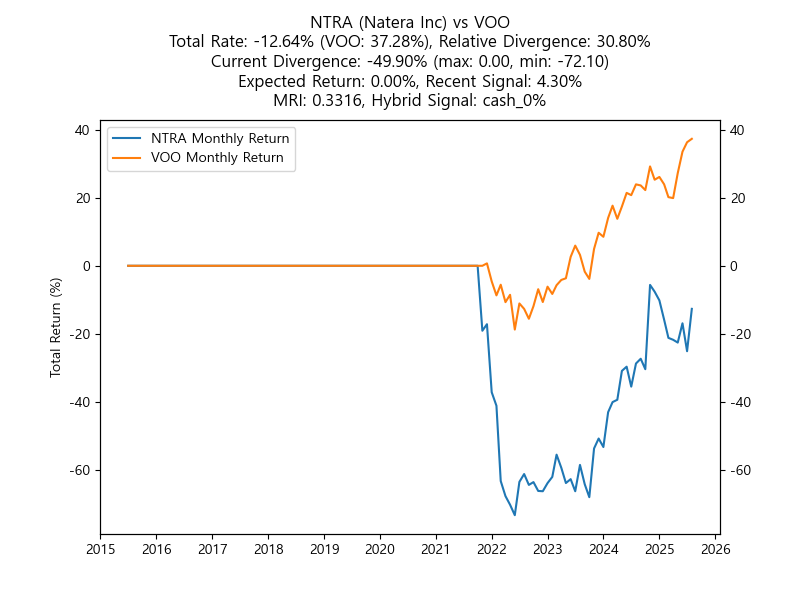 NTRA (Natera Inc) vs VOO
Total Rate: -12.64% (VOO: 37.28%), Relative Divergence: 30.80%
Current Divergence: -49.90% (max: 0.00, min: -72.10)
Expected Return: 0.00%, Recent Signal: 4.30%
MRI: 0.3316, Hybrid Signal: cash_0%
NTRA Monthly Return
VOO Monthly Return
Total Return (%)
40
20
0
-20
-40
-60
40
20
0
-20
-40
-60
2015 2016 2017 2018 2019 2020 2021 2022 2023 2024 2025 2026